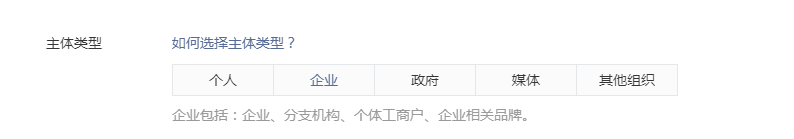 主体类型 如何选择主体类型？
个人 企业 政府 媒体 其他组织
企业包括：企业、分支机构、个体工商户、企业相关品牌。